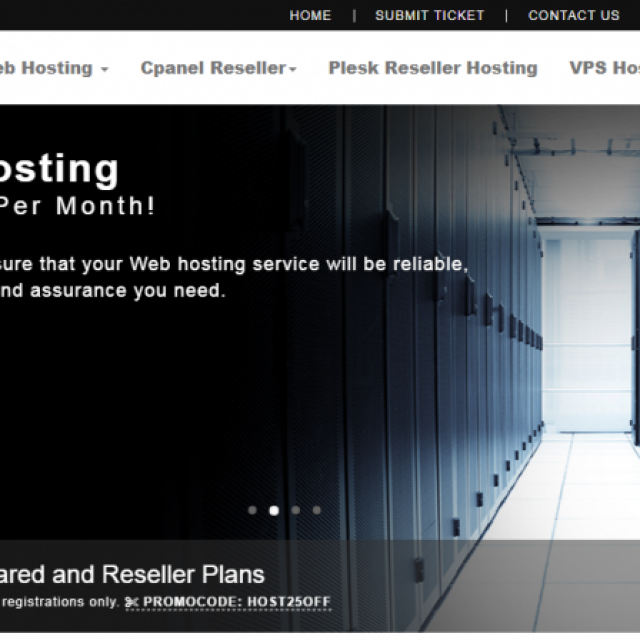 HOME | SUBMIT TICKET | CONTACT US
eb Hosting Cpanel Reseller Plesk Reseller Hosting VPS Hos
osting
Per Month!
sure that your Web hosting service will be reliable,
nd assurance you need.
ared and Reseller Plans
registrations only. PROMOCODE: HOST25OFF